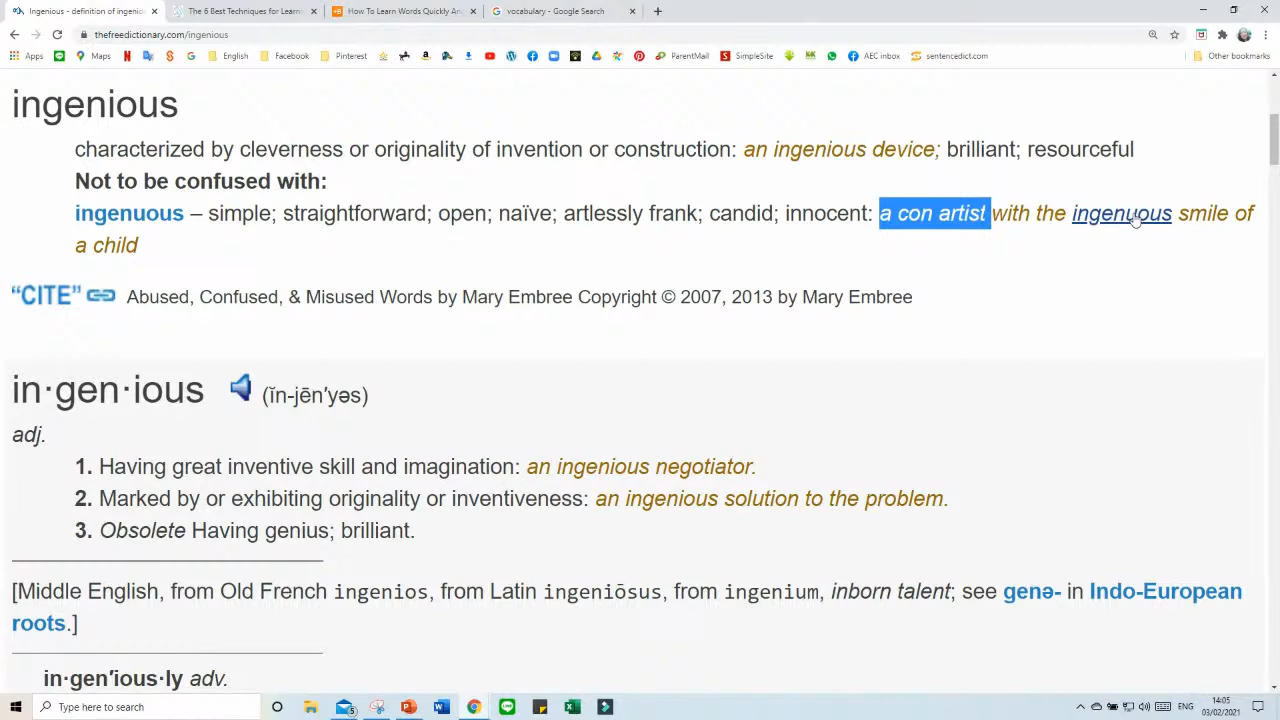 Ingenious - definition of ingenie
The 6 Best Techniques for Learne
How To Learn Words Quickly An
vocabulary - Google Search
thefreedictionary.com/ingenious
Apps Maps English Facebook Pinterest ParentMail SimpleSite AEC inbox sentencedict.com Other bookmarks
ingenious
characterized by cleverness or originality of invention or construction: an ingenious device; brilliant; resourceful
Not to be confused with:
ingenuous – simple; straightforward; open; naïve; artlessly frank; candid; innocent: a con artist with the ingenuous smile of
a child
“CITE” Abused, Confused, & Misused Words by Mary Embree Copyright © 2007, 2013 by Mary Embree
in·gen·ious (ĭn-jēn′yəs)
adj.
1. Having great inventive skill and imagination: an ingenious negotiator.
2. Marked by or exhibiting originality or inventiveness: an ingenious solution to the problem.
3. Obsolete Having genius; brilliant.
[Middle English, from Old French ingenios, from Latin ingeniōsus, from ingenium, inborn talent; see genə- in Indo-European
roots.]
in·gen′ious·ly adv.
Type here to search
ENG
14:05
03/02/2021